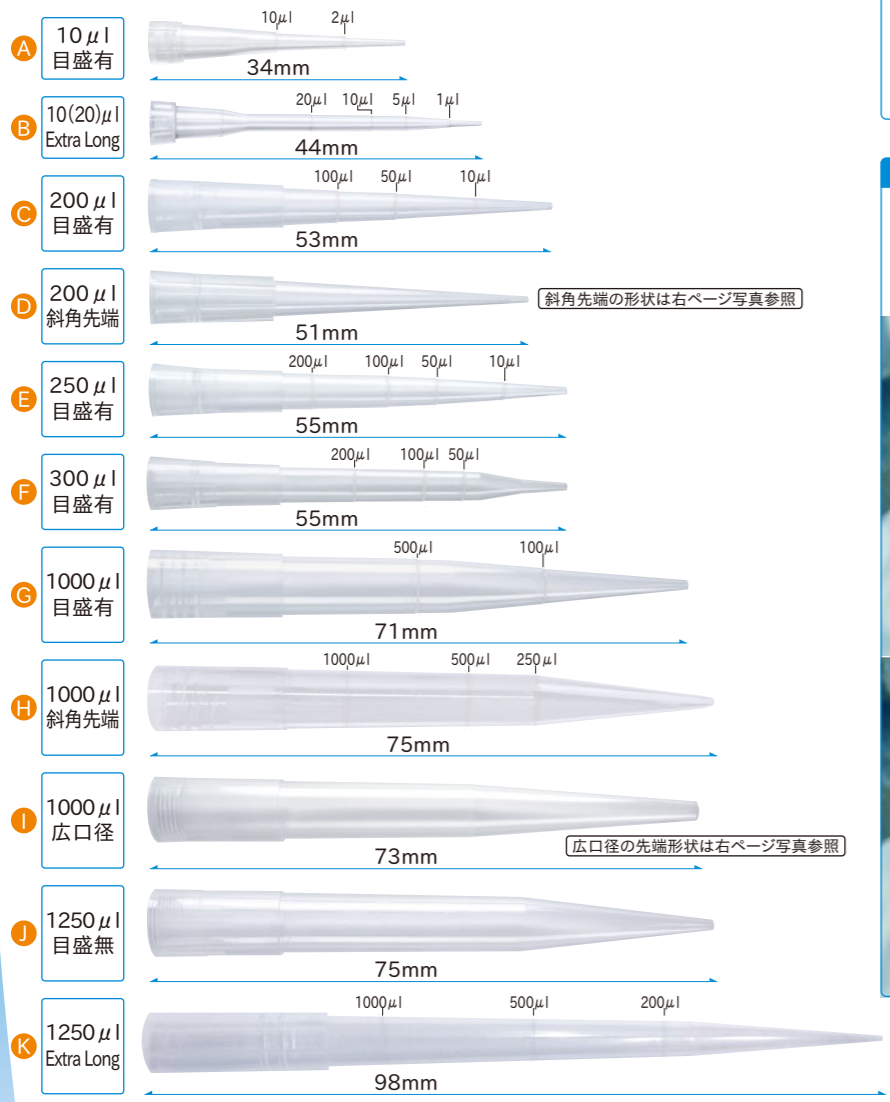 A
10μl
目盛有
10μl
2μl
34mm
B
10(20)μl
Extra Long
20μl
10μl
5μl
1μl
44mm
C
200μl
目盛有
100μl
50μl
10μl
53mm
D
200μl
斜角先端
斜角先端の形状は右ページ写真参照
51mm
E
250μl
目盛有
200μl
100μl
50μl
10μl
55mm
F
300μl
目盛有
200μl
100μl
50μl
55mm
G
1000μl
目盛有
500μl
100μl
71mm
H
1000μl
斜角先端
1000μl
500μl
250μl
75mm
I
1000μl
広口径
広口径の先端形状は右ページ写真参照
73mm
J
1250μl
目盛無
75mm
K
1250μl
Extra Long
1000μl
500μl
200μl
98mm